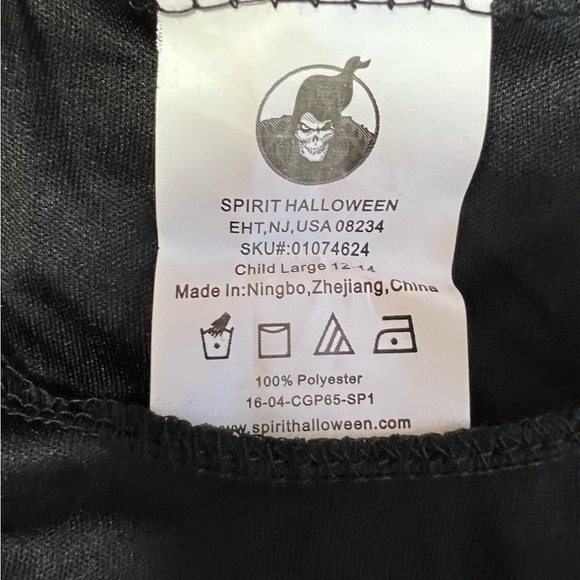 SPIRIT HALLOWEEN
EHT,NJ,USA 08234
SKU#:01074624
Child Large 12-14
Made In:Ningbo,Zhejiang,China
100% Polyester
16-04-CGP65-SP1
www.spirithalloween.com